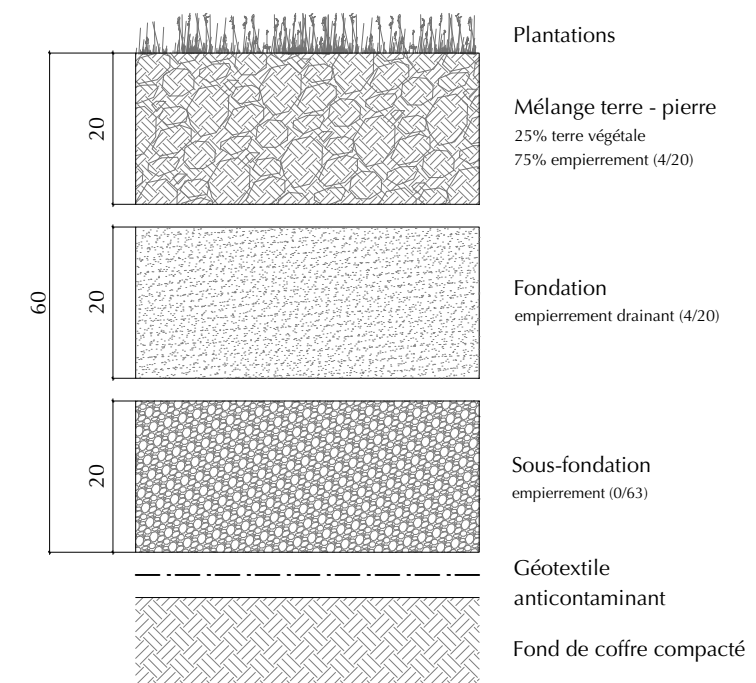 Plantations
20
Mélange terre - pierre
25% terre végétale
75% empierrement (4/20)
60
20
Fondation
empierrement drainant (4/20)
20
Sous-fondation
empierrement (0/63)
Géotextile
anticontaminant
Fond de coffre compacté